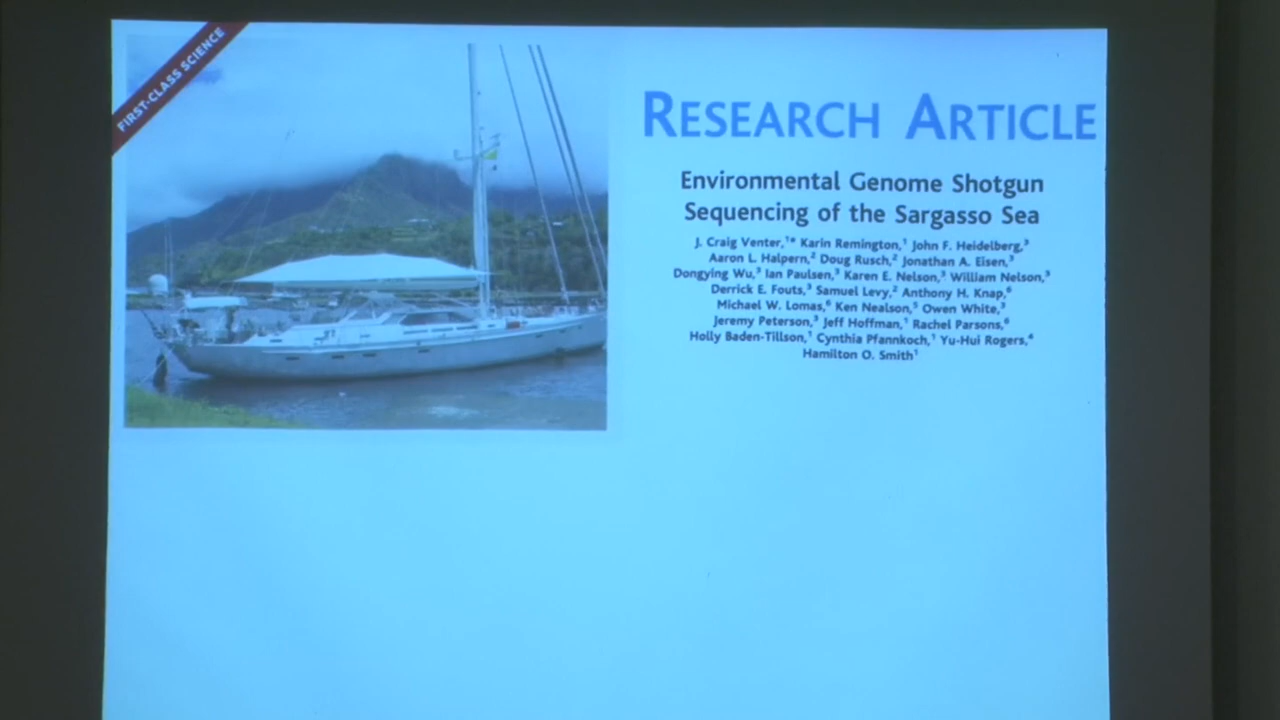 FIRST-CLASS SCIENCE
RESEARCH ARTICLE
Environmental Genome Shotgun
Sequencing of the Sargasso Sea
J. Craig Venter,¹* Karin Remington,¹ John F. Heidelberg,³
Aaron L. Halpern,² Doug Rusch,² Jonathan A. Eisen,³
Dongying Wu,³ Ian Paulsen,³ Karen E. Nelson,³ William Nelson,³
Derrick E. Fouts,³ Samuel Levy,² Anthony H. Knap,⁶
Michael W. Lomas,⁶ Ken Nealson,⁵ Owen White,³
Jeremy Peterson,³ Jeff Hoffman,¹ Rachel Parsons,⁶
Holly Baden-Tillson,¹ Cynthia Pfannkoch,¹ Yu-Hui Rogers,⁴
Hamilton O. Smith¹